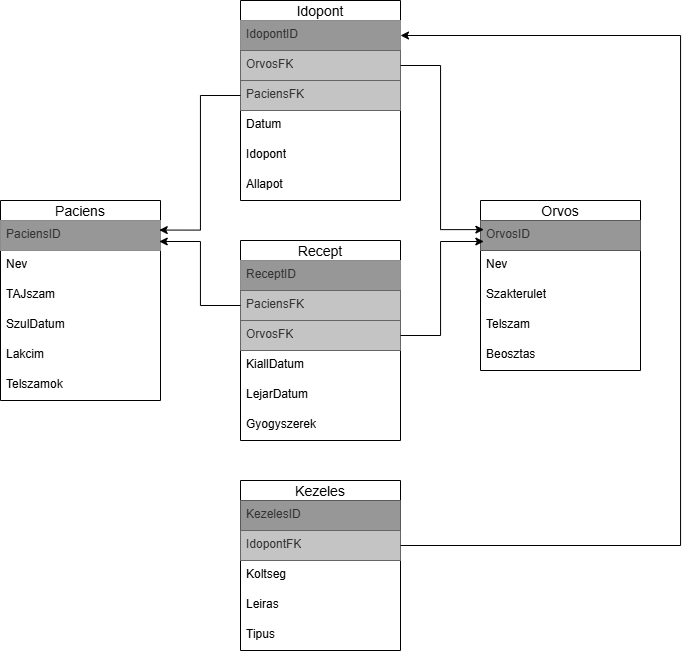 Idopont
IdopontID
OrvosFK
PaciensFK
Datum
Idopont
Allapot
Paciens
PaciensID
Nev
TAJszam
SzulDatum
Lakcim
Telszamok
Recept
ReceptID
PaciensFK
OrvosFK
KiallDatum
LejarDatum
Gyogyszerek
Orvos
OrvosID
Nev
Szakterulet
Telszam
Beosztas
Kezeles
KezelesID
IdopontFK
Koltseg
Leiras
Tipus